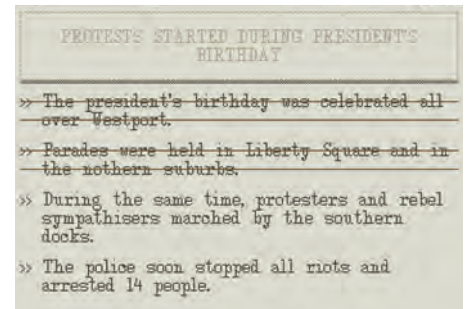 PROTESTS STARTED DURING PRESIDENT'S
BIRTHDAY
» The president's birthday was celebrated all
over Westport.
» Parades were held in Liberty Square and in
the nothern suburbs.
» During the same time, protesters and rebel
sympathisers marched by the southern
docks.
» The police soon stopped all riots and
arrested 14 people.